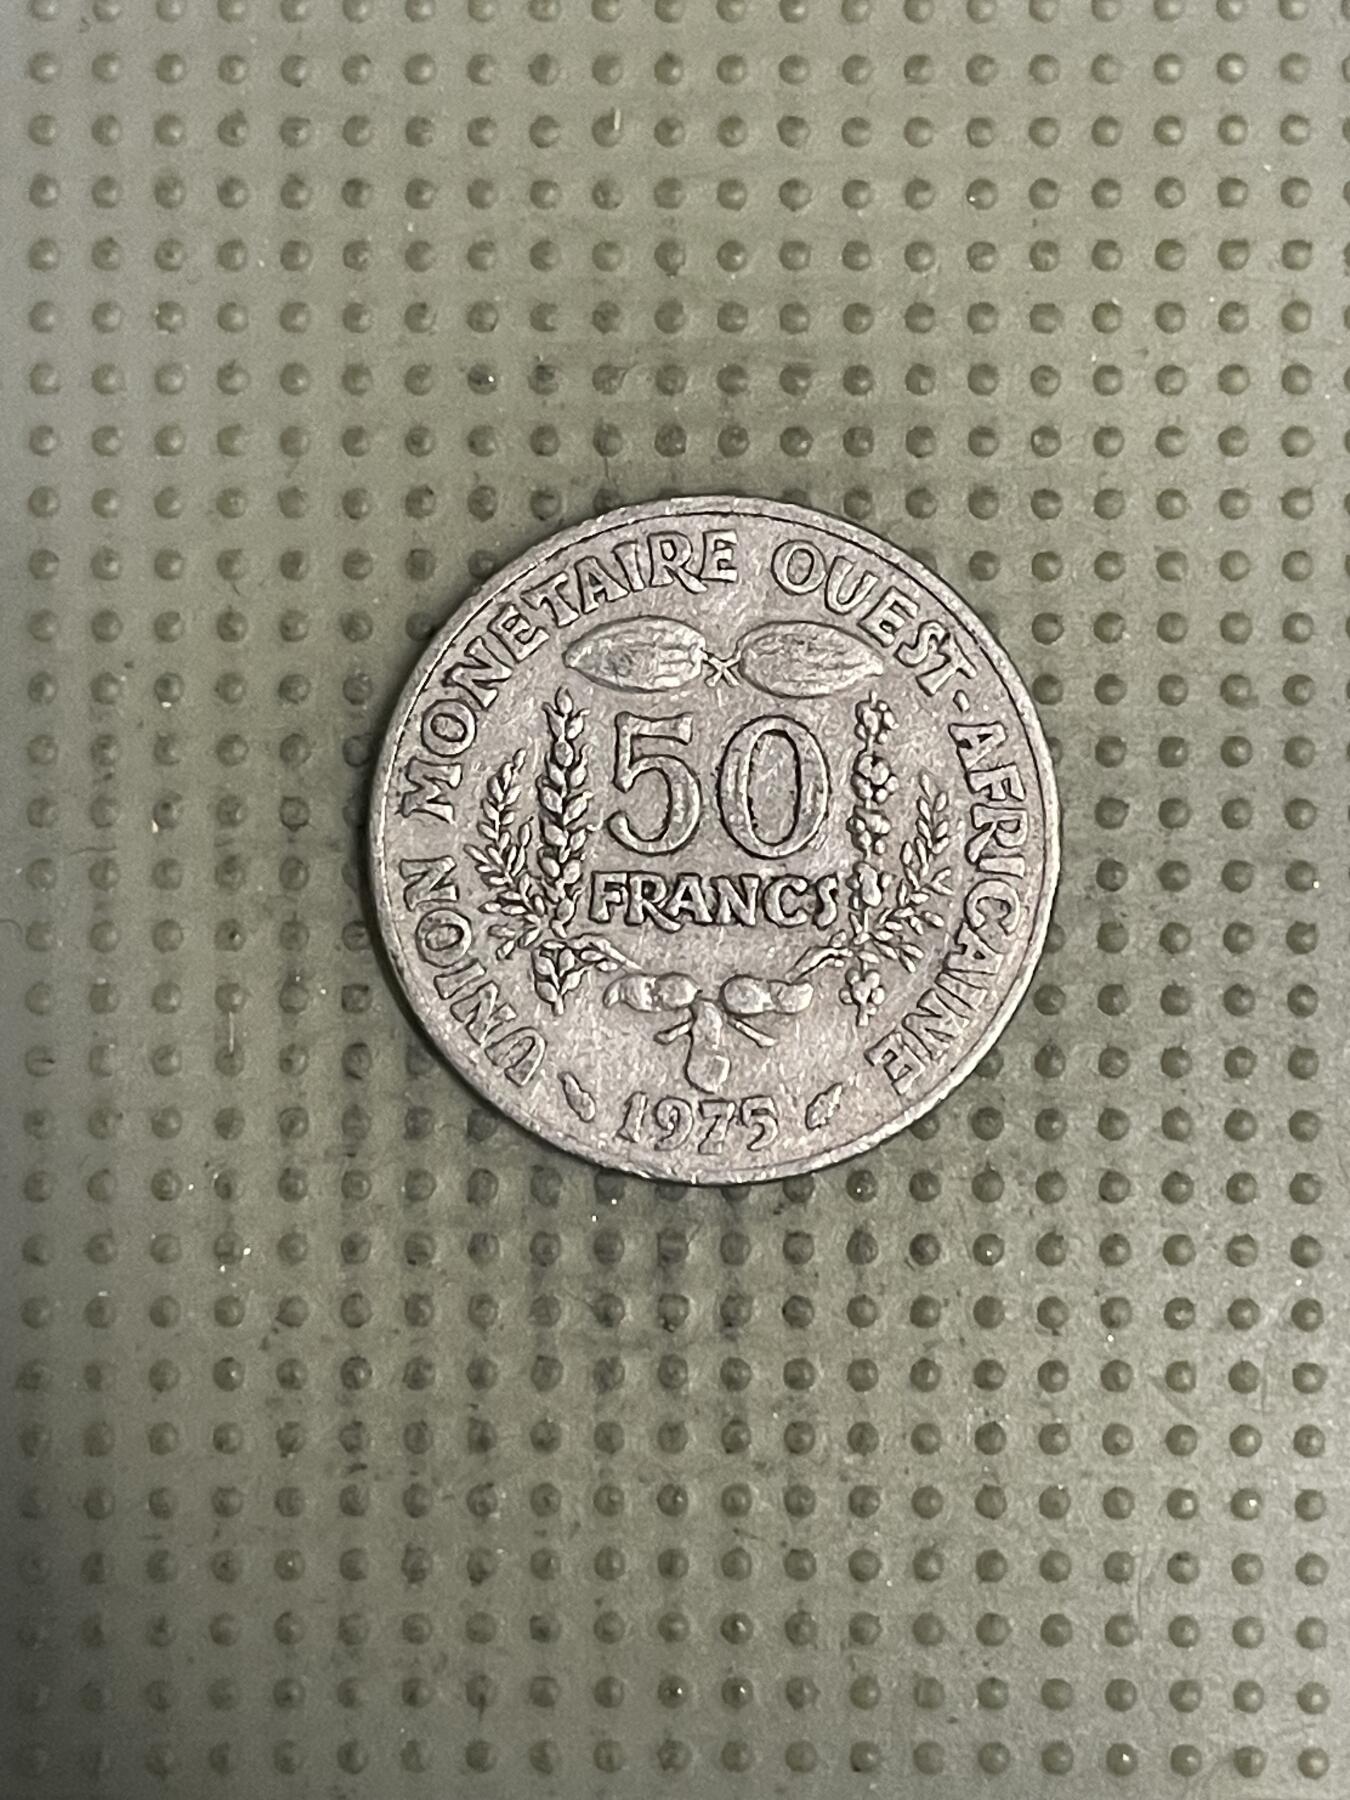 UNION MONETAIRE OUEST-AFRICAINE
50
FRANCS
1975